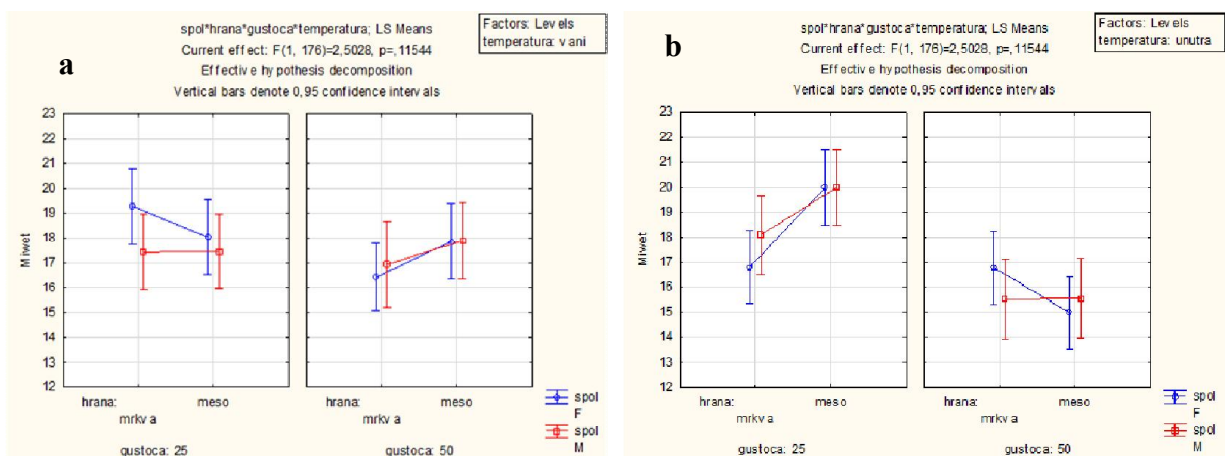 a
spol*hrana*gustoca*temperatura; LS Means
Current effect: F(1, 176)=2,5028, p=,11544
Effective hypothesis decomposition
Vertical bars denote 0,95 confidence intervals
Factors: Levels
temperatura: vani
Miwet
23
22
21
20
19
18
17
16
15
14
13
12
hrana:
mrkva
meso
gustoca: 25
hrana:
mrkva
meso
gustoca: 50
spol
F
spol
M
b
spol*hrana*gustoca*temperatura; LS Means
Current effect: F(1, 176)=2,5028, p=,11544
Effective hypothesis decomposition
Vertical bars denote 0,95 confidence intervals
Factors: Levels
temperatura: unutra
Miwet
23
22
21
20
19
18
17
16
15
14
13
12
hrana:
mrkva
meso
gustoca: 25
hrana:
mrkva
meso
gustoca: 50
spol
F
spol
M